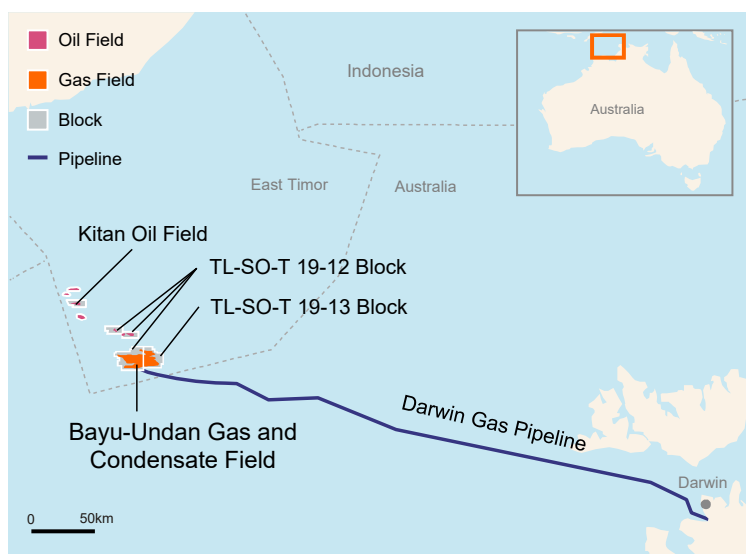 Oil Field
Gas Field
Block
Pipeline
Indonesia
Australia
East Timor
Australia
Kitan Oil Field
TL-SO-T 19-12 Block
TL-SO-T 19-13 Block
Darwin Gas Pipeline
Bayu-Undan Gas and
Condensate Field
Darwin
0
50km